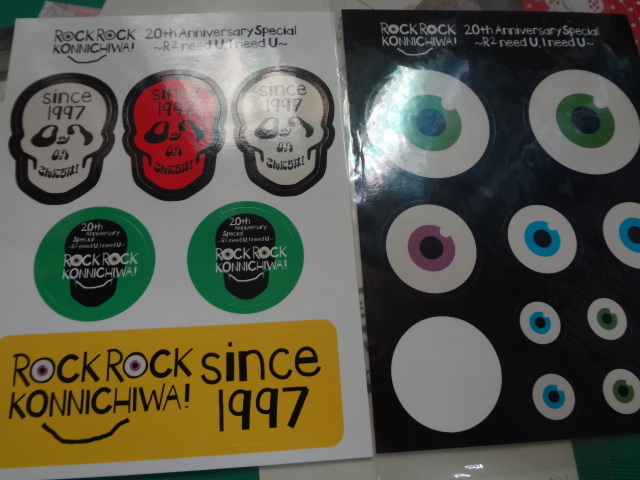 ROCK ROCK
KONNICHIWA!
20th Anniversary Special
~R² need U, I need U~
since
1997
since
1997
since
1997
20th
Anniversary
Special
~R² need U, I need U~
ROCK ROCK
KONNICHIWA!
20th
Anniversary
Special
~R² need U, I need U~
ROCK ROCK
KONNICHIWA!
ROCK ROCK
KONNICHIWA!
since
1997
ROCK ROCK
KONNICHIWA!
20th Anniversary Special
~R² need U, I need U~